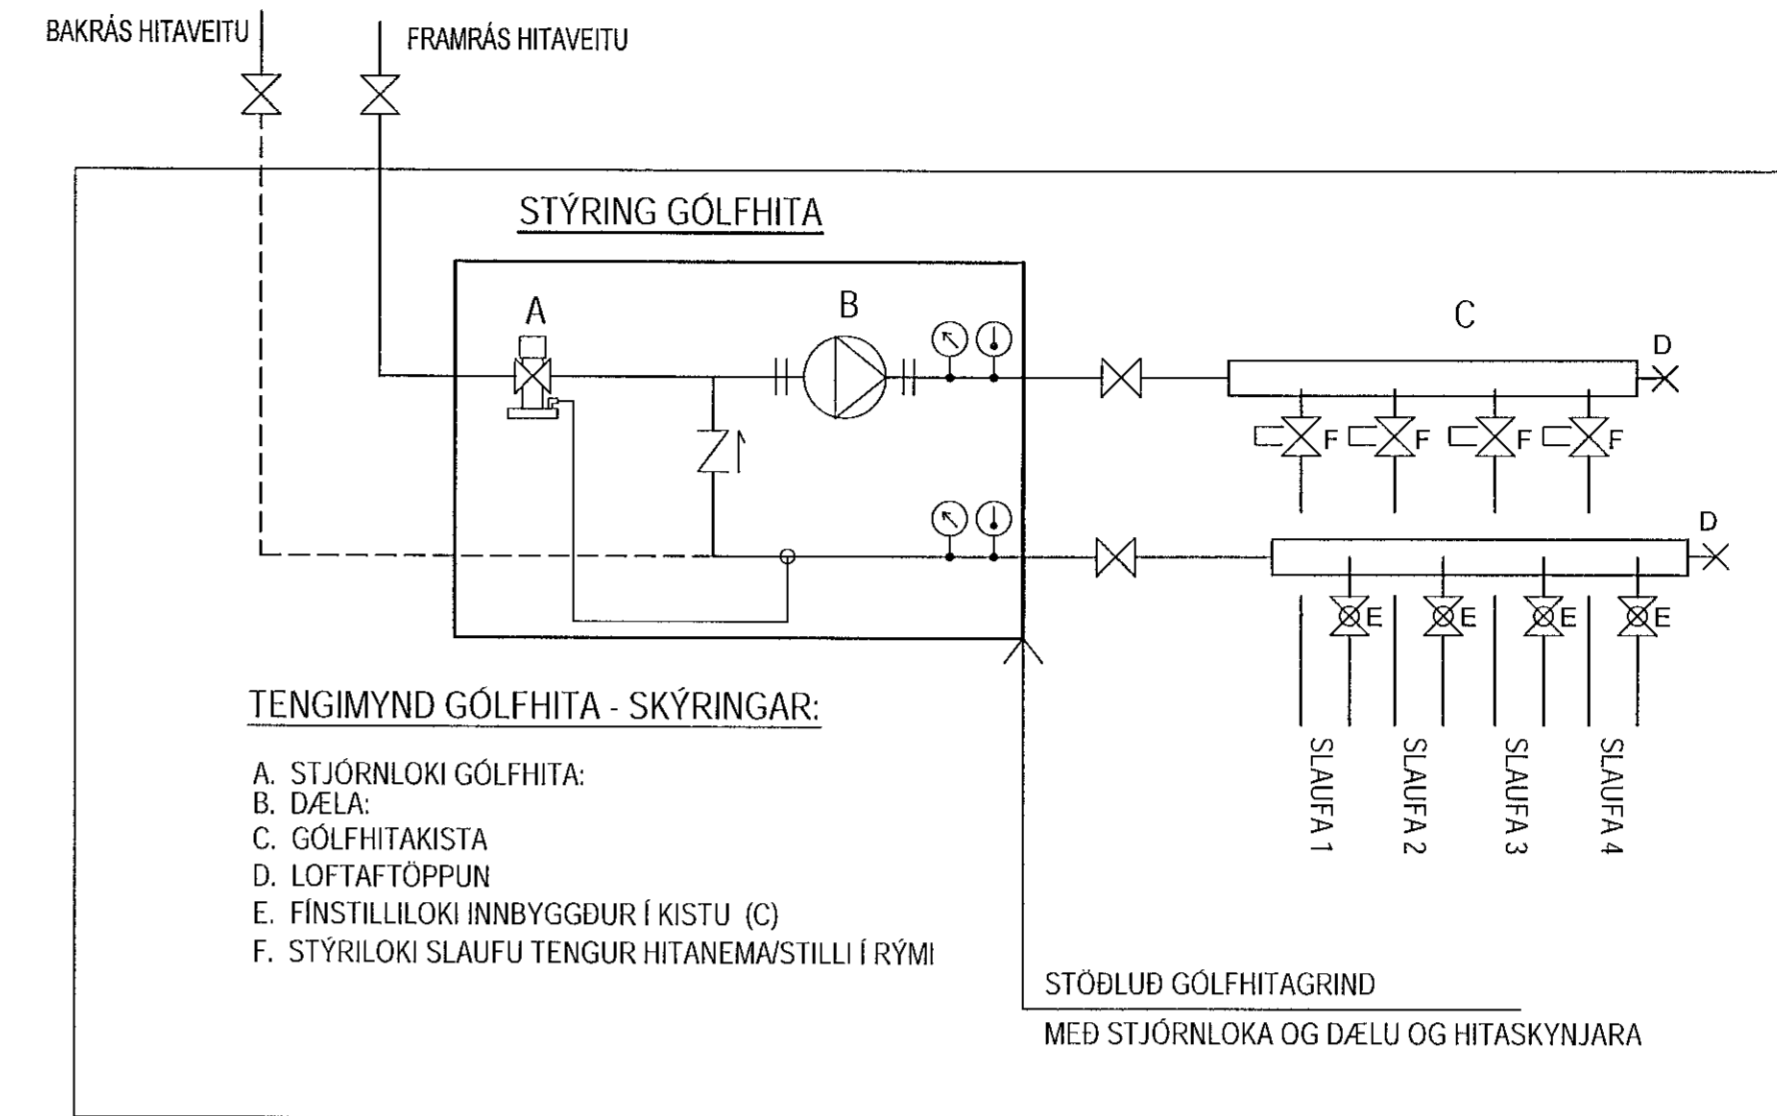 BAKRÁS HITAVEITU
FRAMRÁS HITAVEITU
STÝRING GÓLFHITA
A
B
C
D
F
F
F
F
D
E
E
E
E
SLAUFA 1
SLAUFA 2
SLAUFA 3
SLAUFA 4
TENGIMYND GÓLFHITA - SKÝRINGAR:
A. STJÓRNLOKI GÓLFHITA:
B. DÆLA:
C. GÓLFHITAKISTA
D. LOFTAFTÖPPUN
E. FÍNSTILLILOKI INNBYGGÐUR Í KISTU (C)
F. STÝRILOKI SLAUFU TENGUR HITANEMA/STILLI Í RÝMI
STÖÐLUÐ GÓLFHITAGRIND
MEÐ STJÓRNLOKA OG DÆLU OG HITASKYNJARA